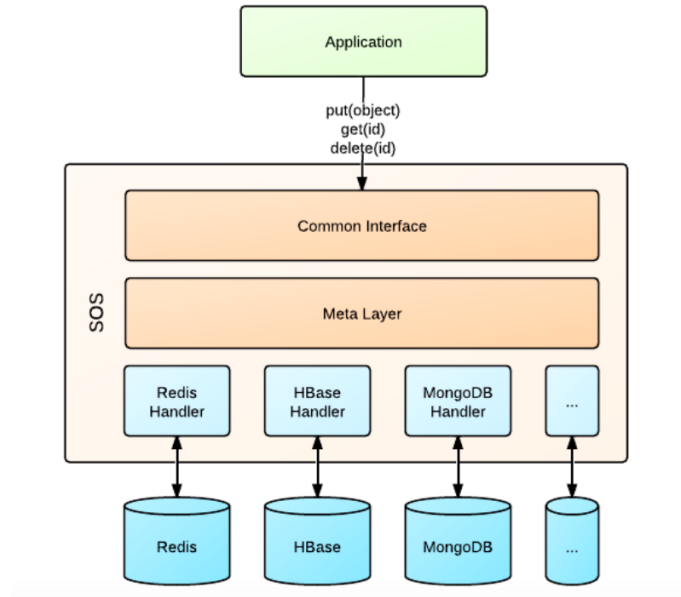 Application
put(object)
get(id)
delete(id)
SOS
Common Interface
Meta Layer
Redis
Handler
HBase
Handler
MongoDB
Handler
...
Redis
HBase
MongoDB
...